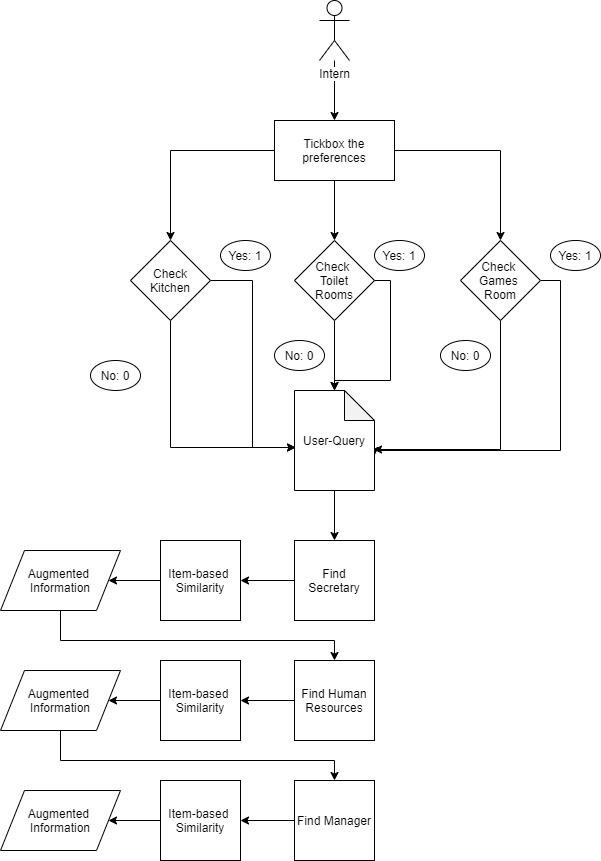 Intern
Tickbox the
preferences
Yes: 1
Yes: 1
Yes: 1
Check
Kitchen
Check
Toilet
Rooms
Check
Games
Room
No: 0
No: 0
No: 0
User-Query
Augmented
Information
Item-based
Similarity
Find
Secretary
Augmented
Information
Item-based
Similarity
Find Human
Resources
Augmented
Information
Item-based
Similarity
Find Manager